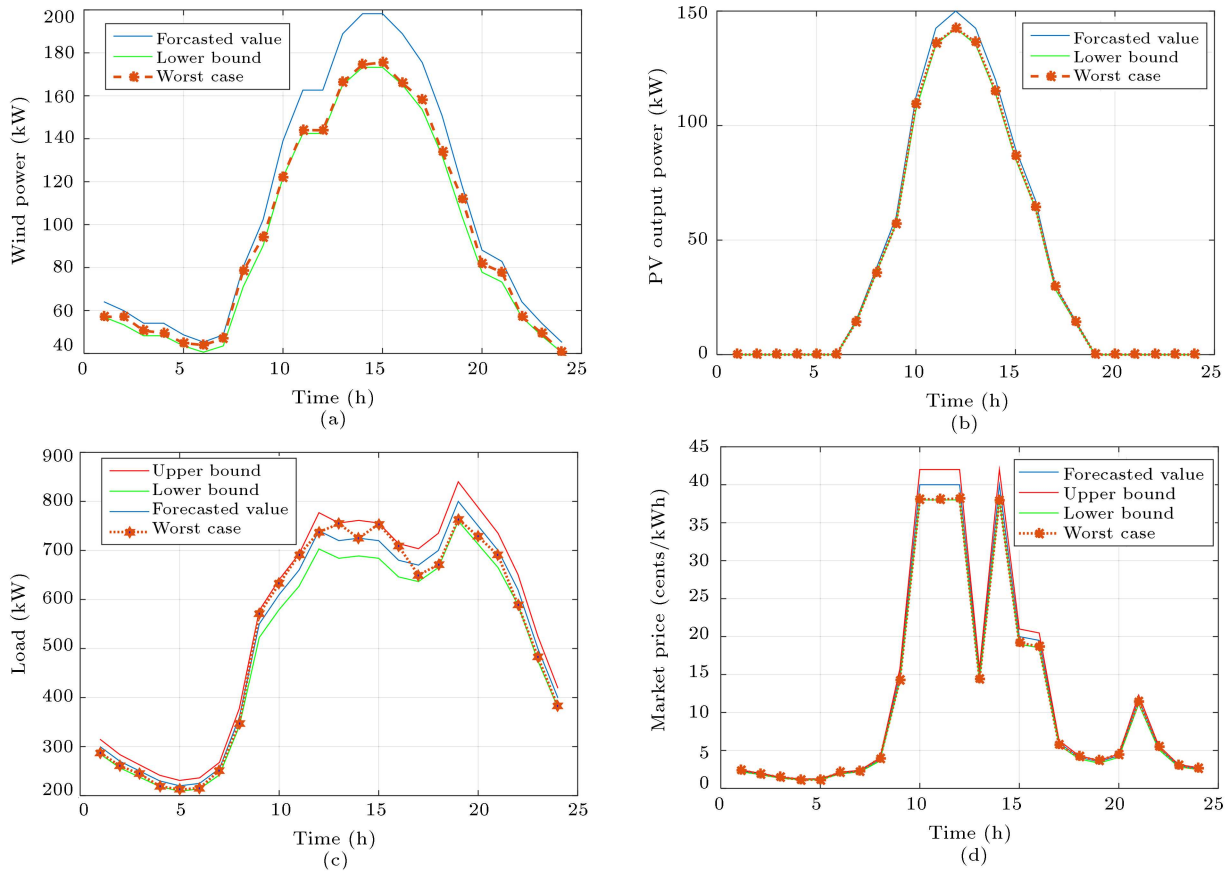 200
180
160
140
120
100
80
60
40
Wind power (kW)
Forcasted value
Lower bound
Worst case
0 5 10 15 20 25
Time (h)
(a)
150
100
50
0
PV output power (kW)
Forcasted value
Lower bound
Worst case
0 5 10 15 20 25
Time (h)
(b)
900
800
700
600
500
400
300
200
Load (kW)
Upper bound
Lower bound
Forecasted value
Worst case
0 5 10 15 20 25
Time (h)
(c)
45
40
35
30
25
20
15
10
5
0
Market price (cents/kWh)
Forecasted value
Upper bound
Lower bound
Worst case
0 5 10 15 20 25
Time (h)
(d)